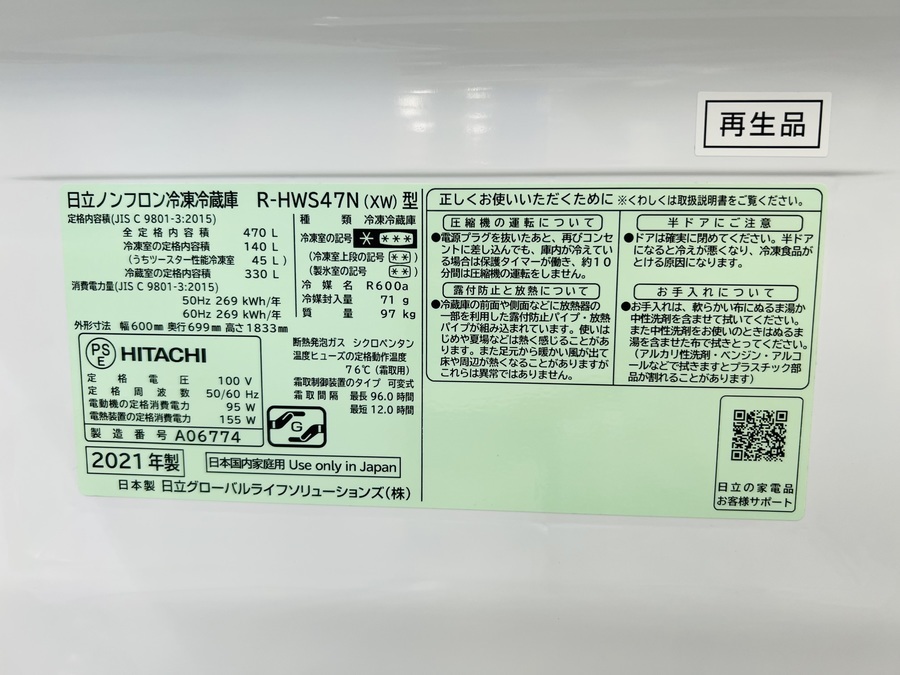 再生品
日立ノンフロン冷凍冷蔵庫 R-HWS47N (XW) 型
定格内容積(JIS C 9801-3:2015)
全定格内容積 470 L
冷凍室の定格内容積 140 L
(うちツースター性能冷凍室 45 L)
冷蔵室の定格内容積 330 L
消費電力量(JIS C 9801-3:2015)
50Hz 269 kWh/年
60Hz 269 kWh/年
外形寸法 幅600mm 奥行699mm 高さ1833mm
種類 冷凍冷蔵庫
冷凍室の記号 * ***
(冷凍室上段の記号 **)
(製氷室の記号 **)
冷媒名 R600a
冷媒封入量 71 g
質量 97 kg
PS
E
HITACHI
定格電圧 100 V
定格周波数 50/60 Hz
電動機の定格消費電力 95 W
電熱装置の定格消費電力 155 W
製造番号 A06774
断熱発泡ガス シクロペンタン
温度ヒューズの定格動作温度
76℃ (霜取用)
霜取制御装置のタイプ 可変式
霜取間隔 最長 96.0 時間
最短 12.0 時間
G
2021年製
日本国内家庭用 Use only in Japan
日本製 日立グローバルライフソリューションズ(株)
正しくお使いいただくために ※くわしくは取扱説明書をご覧ください。
圧縮機の運転について
●電源プラグを抜いたあと、再びコンセ
ントに差し込んでも、庫内が冷えてい
る場合は保護タイマーが働き、約10
分間は圧縮機の運転をしません。
露付防止と放熱について
●冷蔵庫の前面や側面などに放熱器の
一部を利用した露付防止パイプ・放熱
パイプが組み込まれています。使いは
じめや夏場などは熱く感じることがあり
ます。また足元から暖かい風が出て
床や周辺が熱くなることがありますが
これらは異常ではありません。
半ドアにご注意
●ドアは確実に閉めてください。半ドア
になると冷えが悪くなり、冷凍食品が
とける原因になります。
お手入れについて
●お手入れは、軟らかい布にぬるま湯か
中性洗剤を含ませて拭いてください。
また中性洗剤をお使いのときはぬるま
湯を含ませた布で拭きとってください。
(アルカリ性洗剤・ベンジン・アルコ
ールなどで拭きますとプラスチック部
品が割れることがあります)
日立の家電品
お客様サポート